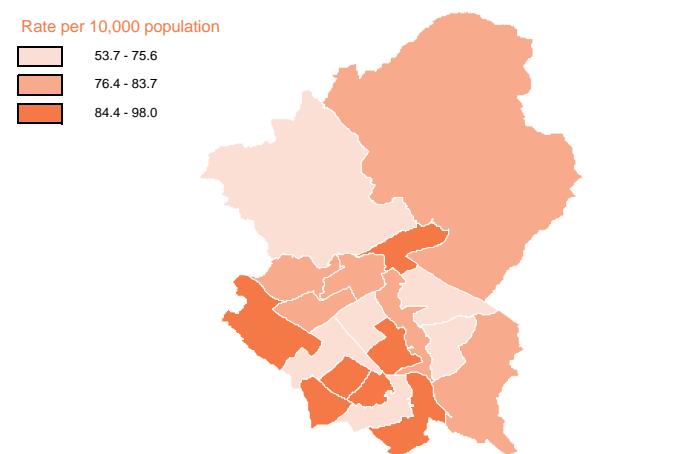 Rate per 10,000 population
53.7 - 75.6
76.4 - 83.7
84.4 - 98.0